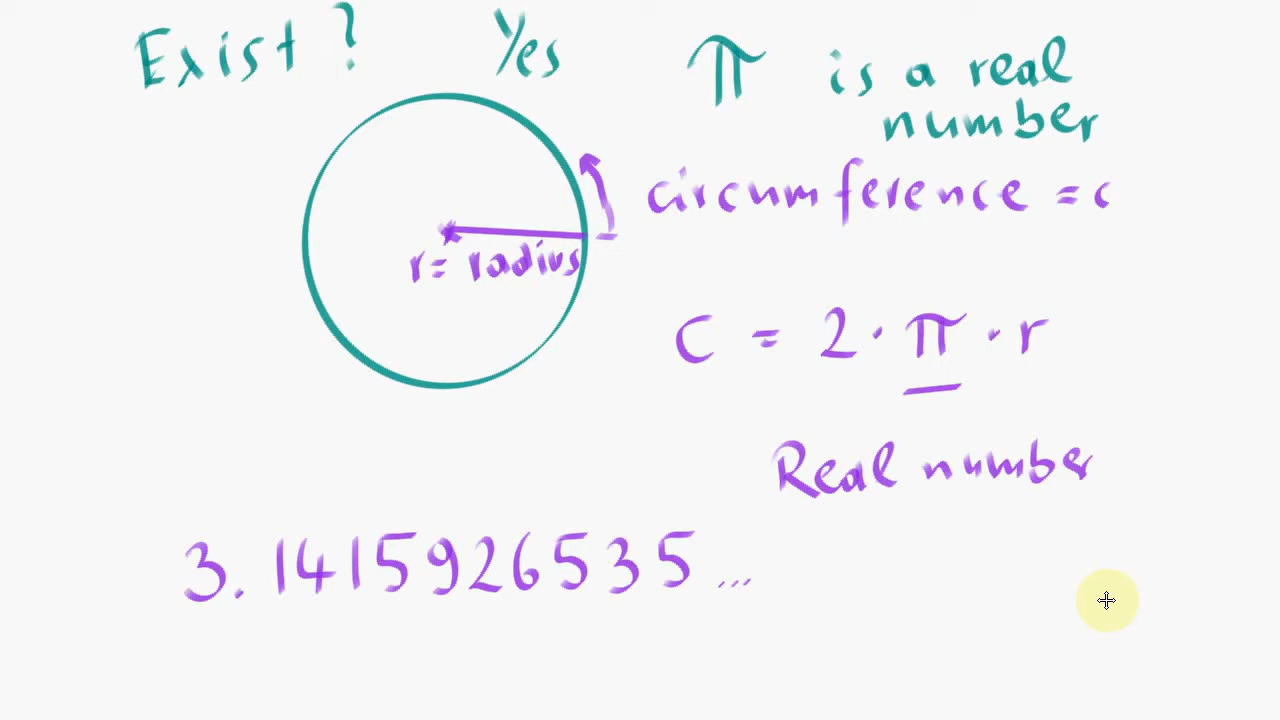 Exist? Yes π is a real
number
circumference = c
r = radius
C = 2 · π · r
Real number
3.1415926535...